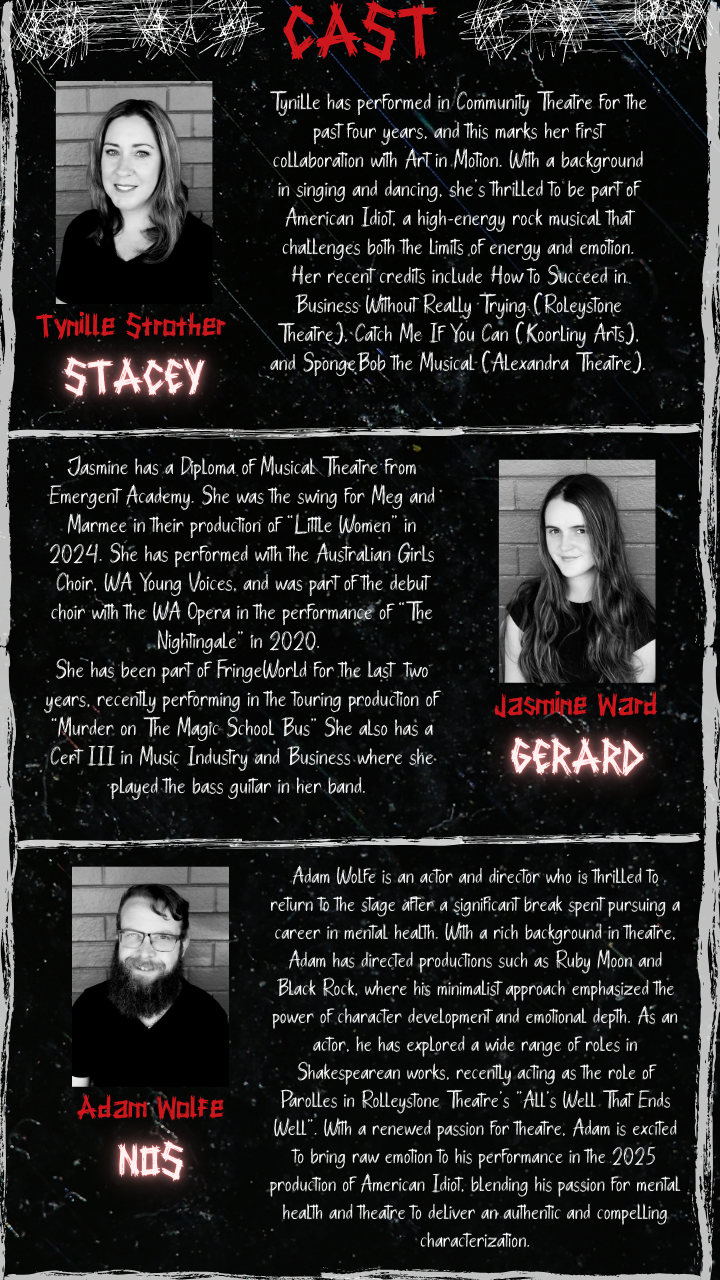 CAST
Tynille has performed in Community Theatre for the
past four years, and this marks her first
collaboration with Art in Motion. With a background
in singing and dancing, she's thrilled to be part of
American Idiot, a high-energy rock musical that
challenges both the limits of energy and emotion.
Her recent credits include How to Succeed in
Business Without Really Trying (Roleystone
Theatre), Catch Me If You Can (Koorliny Arts),
and SpongeBob the Musical (Alexandra Theatre).
Tynille Strother
STACEY
Jasmine has a Diploma of Musical Theatre from
Emergent Academy. She was the swing for Meg and
Marmee in their production of "Little Women" in
2024. She has performed with the Australian Girls
Choir, WA Young Voices, and was part of the debut
choir with the WA Opera in the performance of "The
Nightingale" in 2020.
She has been part of FringeWorld for the last two
years, recently performing in the touring production of
"Murder on The Magic School Bus" She also has a
Cert III in Music Industry and Business where she
played the bass guitar in her band.
Jasmine Ward
GERARD
Adam Wolfe is an actor and director who is thrilled to
return to the stage after a significant break spent pursuing a
career in mental health. With a rich background in theatre,
Adam has directed productions such as Ruby Moon and
Black Rock, where his minimalist approach emphasized the
power of character development and emotional depth. As an
actor, he has explored a wide range of roles in
Shakespearean works, recently acting as the role of
Parolles in Rolleystone Theatre's "All's Well That Ends
Well". With a renewed passion for theatre, Adam is excited
to bring raw emotion to his performance in the 2025
production of American Idiot, blending his passion for mental
health and theatre to deliver an authentic and compelling
characterization.
Adam Wolfe
NOS